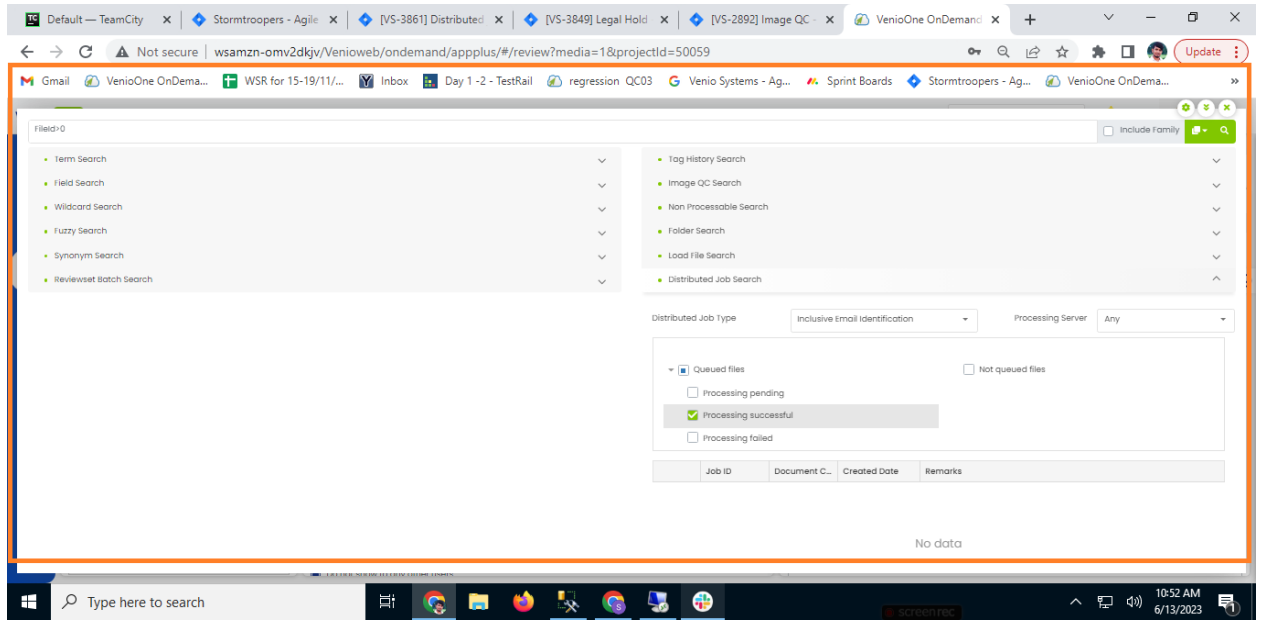 Default — TeamCity
Stormtroopers - Agile
[VS-3861] Distributed
[VS-3849] Legal Hold
[VS-2892] Image QC -
VenioOne OnDemand
Not secure | wsamzn-omv2dkjv/Venioweb/ondemand/appplus/#/review?media=1&projectId=50059
Update
Gmail
VenioOne OnDema...
WSR for 15-19/11/...
Inbox
Day 1 -2 - TestRail
regression QC03
Venio Systems - Ag...
Sprint Boards
Stormtroopers - Ag...
VenioOne OnDema...
»
FileId>0
Include Family
Term Search
Field Search
Wildcard Search
Fuzzy Search
Synonym Search
Reviewset Batch Search
Tag History Search
Image QC Search
Non Processable Search
Folder Search
Load File Search
Distributed Job Search
Distributed Job Type
Inclusive Email Identification
Processing Server
Any
Queued files
Not queued files
Processing pending
Processing successful
Processing failed
Job ID
Document C...
Created Date
Remarks
No data
Type here to search
screenrec
10:52 AM
6/13/2023
1